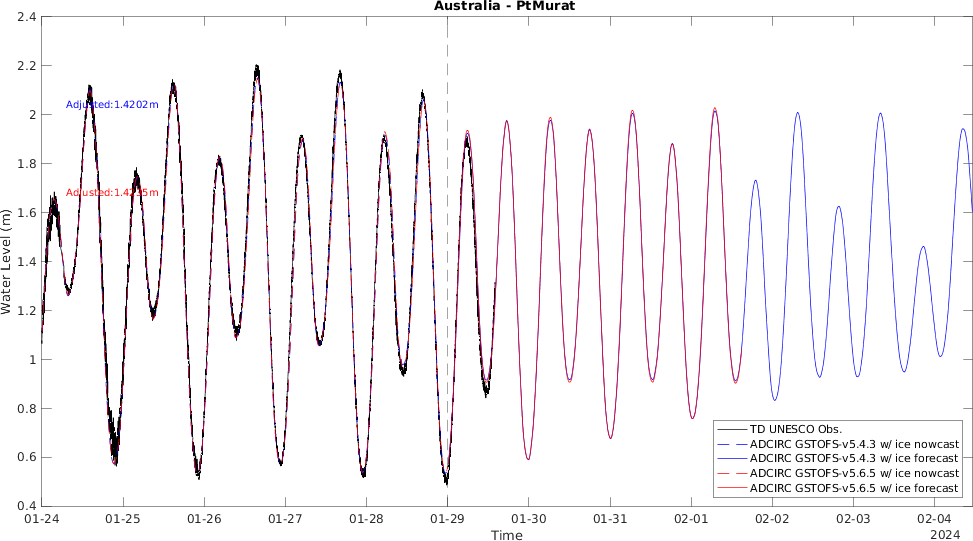 Australia - PtMurat
2.4
2.2
2
1.8
1.6
1.4
1.2
1
0.8
0.6
0.4
Water Level (m)
Adjusted:1.4202m
TD UNESCO Obs.
ADCIRC GSTOFS-v5.4.3 w/ ice nowcast
ADCIRC GSTOFS-v5.4.3 w/ ice forecast
ADCIRC GSTOFS-v5.6.5 w/ ice nowcast
ADCIRC GSTOFS-v5.6.5 w/ ice forecast
01-24 01-25 01-26 01-27 01-28 01-29 01-30 01-31 02-01 02-02 02-03 02-04
Time 2024